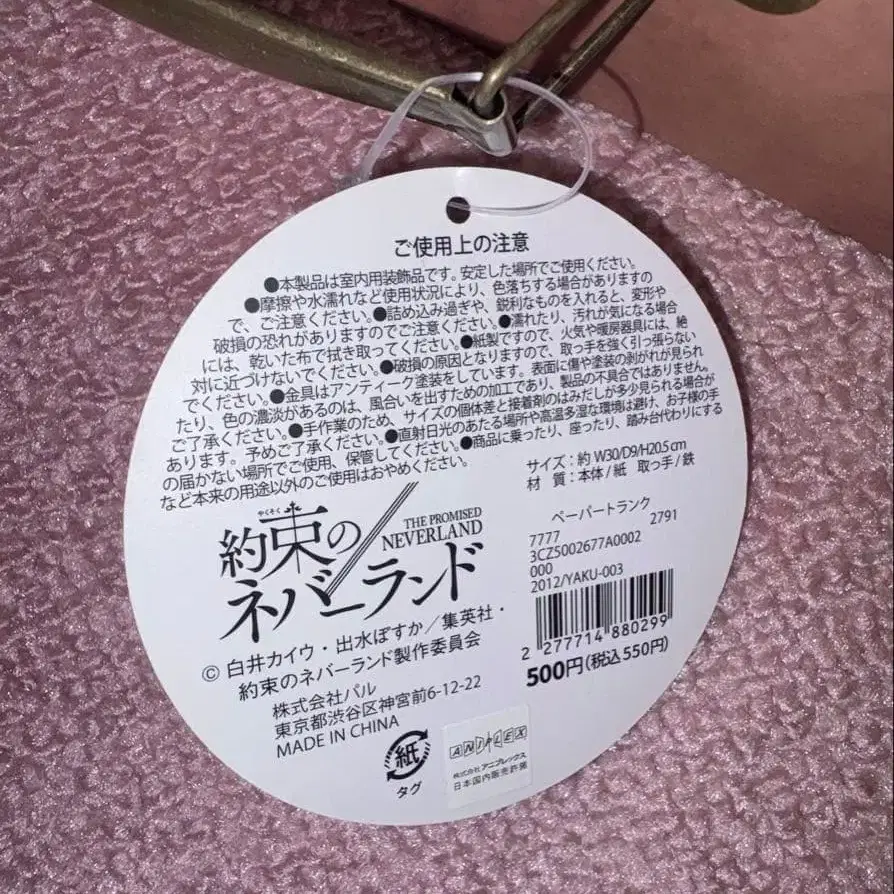 ご使用上の注意
●本製品は室内用装飾品です。安定した場所でご使用ください。
●摩擦や水濡れなど使用状況により、色落ちする場合がありますの
で、ご注意ください。●詰め込み過ぎや、鋭利なものを入れると、変形や
破損の恐れがありますのでご注意ください。●濡れたり、汚れが気になる場合
には、乾いた布で拭き取ってください。●紙製ですので、火気や暖房器具には、絶
対に近づけないでください。●破損の原因となりますので、取っ手を強く引っ張らない
でください。●金具はアンティーク塗装をしています。表面に傷や塗装の剥がれが見られ
たり、色の濃淡があるのは、風合いを出すための加工であり、製品の不具合ではありません。
ご了承ください。●手作業のため、サイズの個体差と接着剤のはみだしが多少見られる場合が
あります。予めご了承ください。●直射日光のあたる場所や高温多湿な環境は避け、お子様の手
の届かない場所でご使用、保管してください。●商品に乗ったり、座ったり、踏み台代わりにする
など本来の用途以外のご使用はおやめください。
サイズ:約 W30/D9/H20.5cm
材 質:本体/紙 取っ手/鉄
やくそく
約束の
ネバーランド
THE PROMISED
NEVERLAND
ペーパートランク
7777 2791
3CZ5002677A0002
000
2012/YAKU-003
2 277714 880299
500円(税込550円)
© 白井カイウ・出水ぽすか/集英社・
約束のネバーランド製作委員会
株式会社パル
東京都渋谷区神宮前6-12-22
MADE IN CHINA
紙
タグ
ANIPLEX
株式会社アニプレックス
日本国内販売許諾